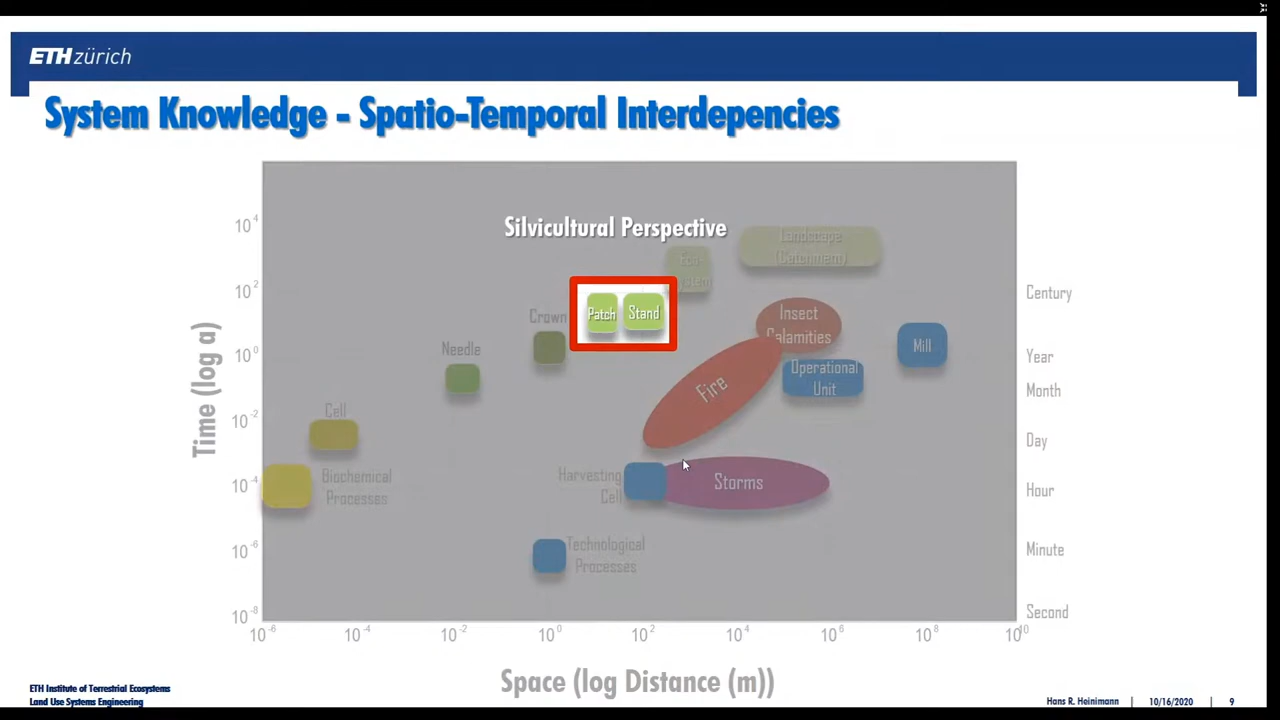 ETH zürich
System Knowledge - Spatio-Temporal Interdepencies
Silvicultural Perspective
Landscape
(Catchment)
Eco-
system
10^4
10^2
10^0
10^-2
10^-4
10^-6
10^-8
Time (log a)
Century
Year
Month
Day
Hour
Minute
Second
Patch
Stand
Crown
Needle
Insect
Calamities
Mill
Operational
Unit
Fire
Cell
Biochemical
Processes
Harvesting
Cell
Storms
Technological
Processes
10^-6
10^-4
10^-2
10^0
10^2
10^4
10^6
10^8
10^10
Space (log Distance (m))
ETH Institute of Terrestrial Ecosystems
Land Use Systems Engineering
Hans R. Heinimann | 10/16/2020 | 9